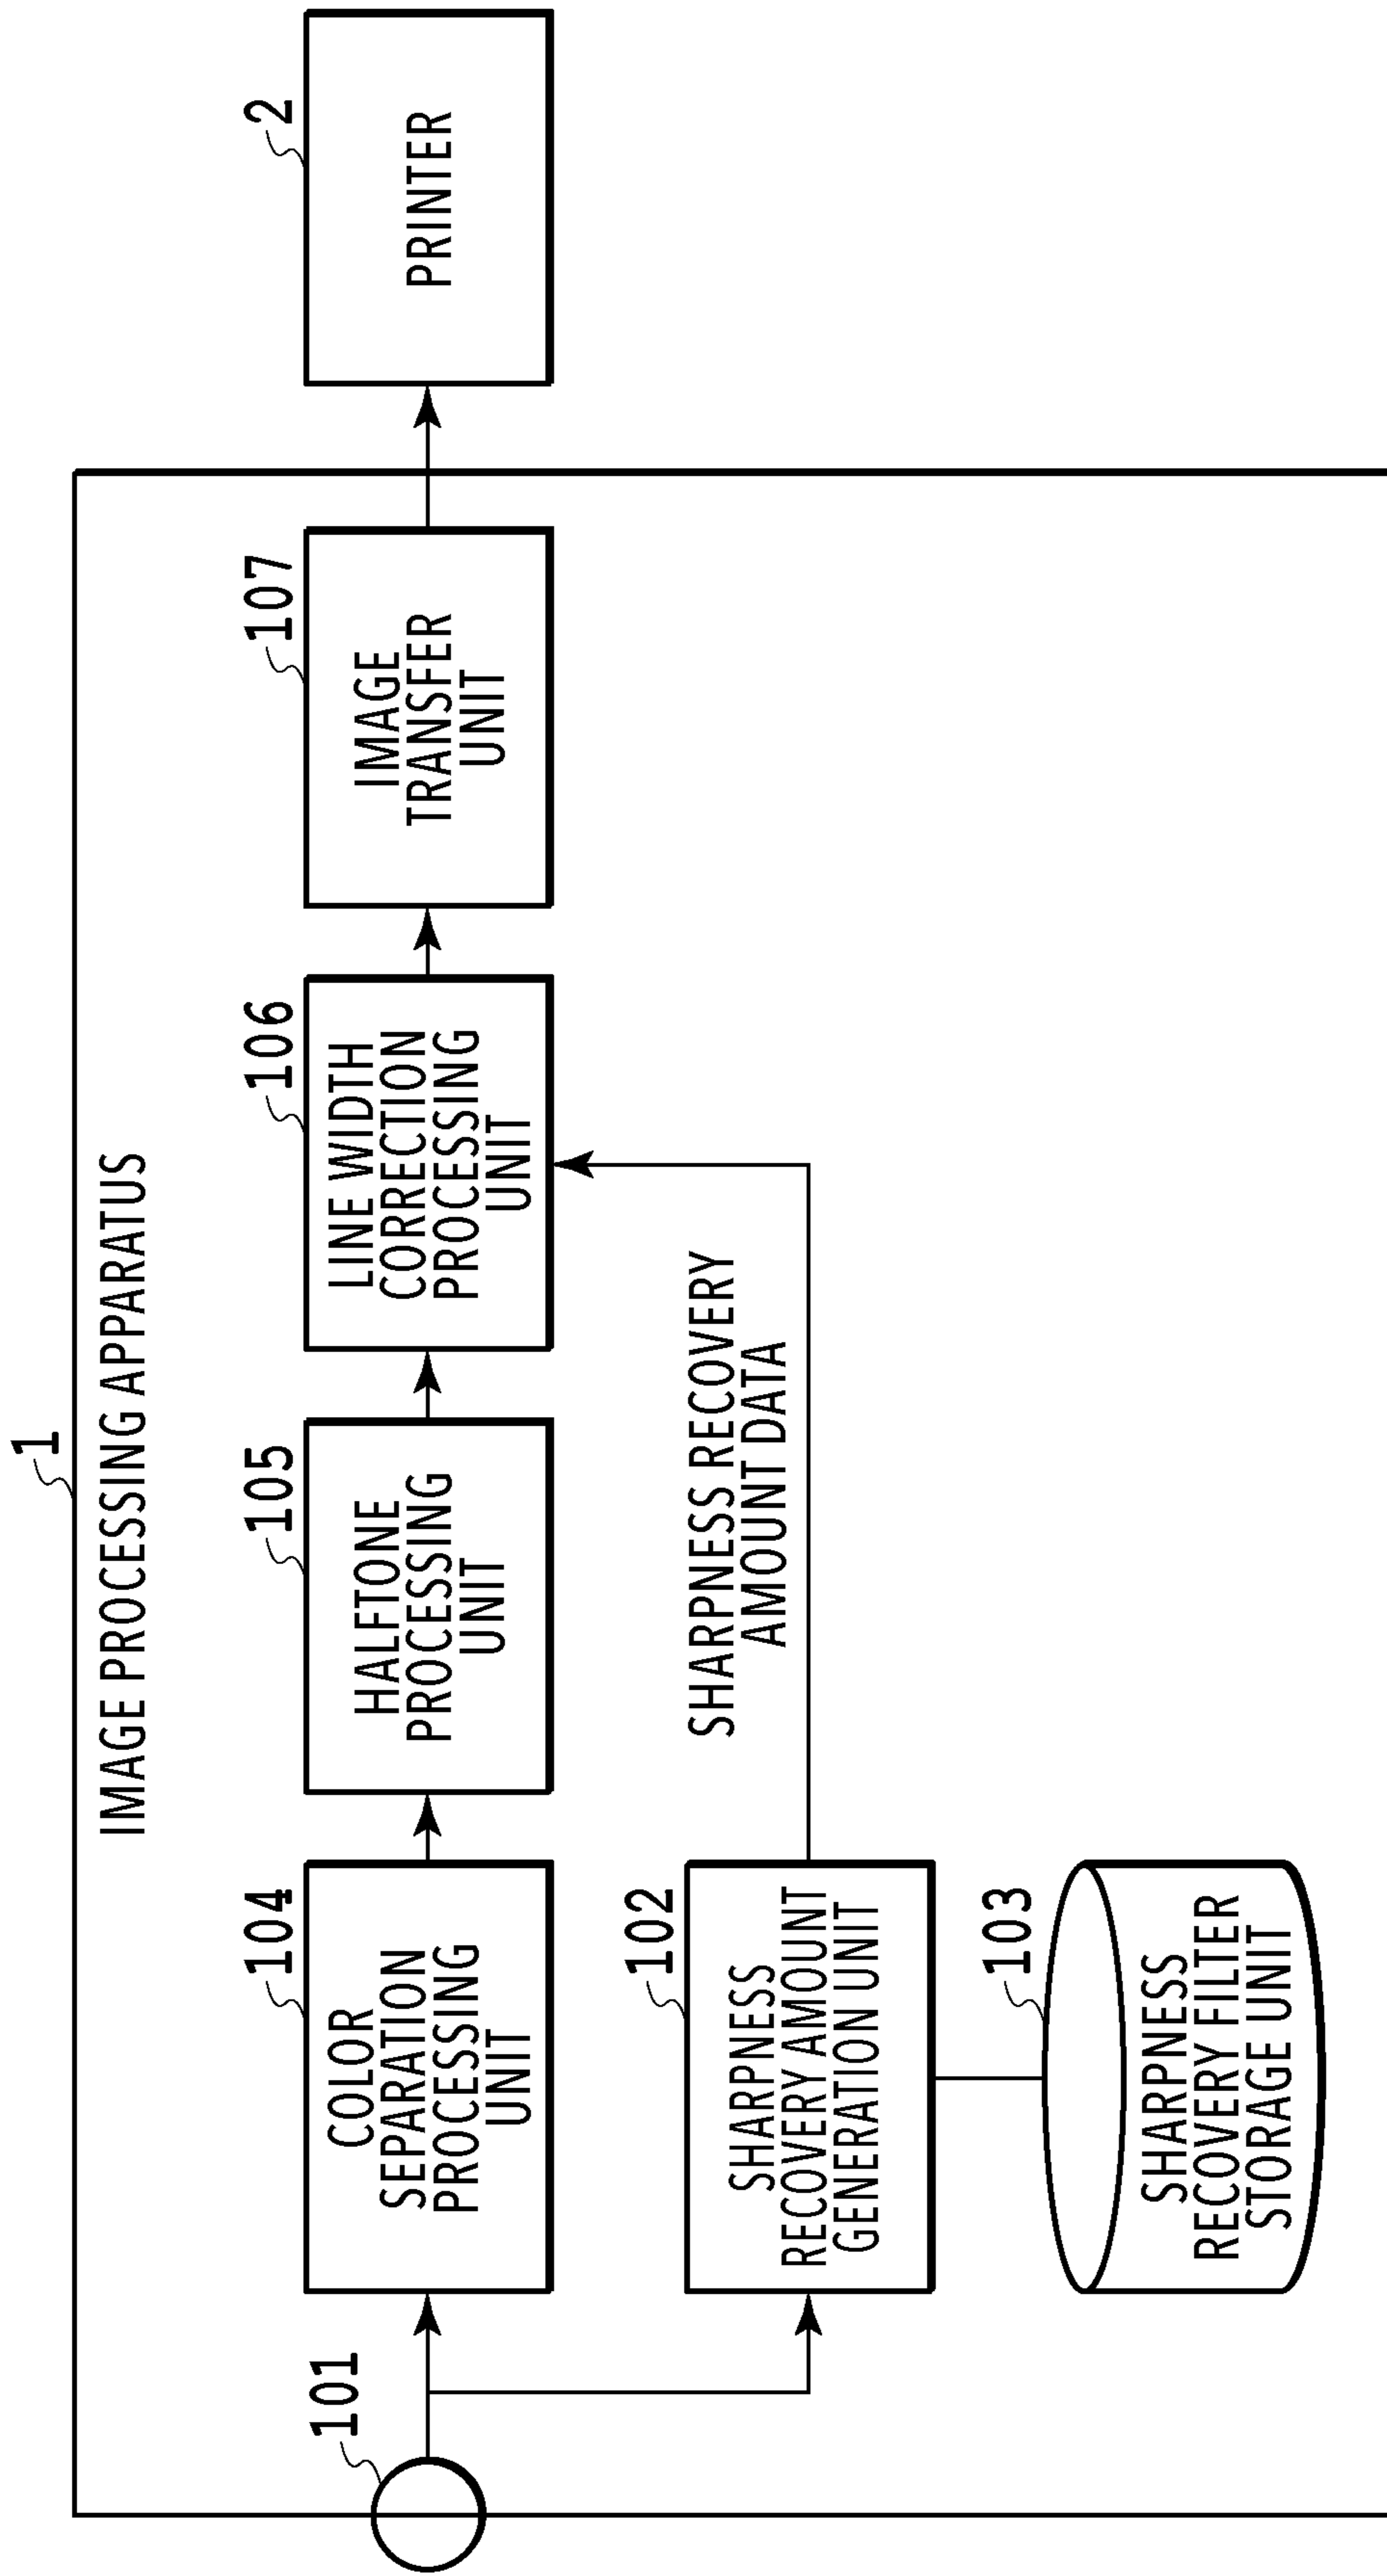 1
IMAGE PROCESSING APPARATUS
101
104
COLOR
SEPARATION
PROCESSING
UNIT
105
HALFTONE
PROCESSING
UNIT
106
LINE WIDTH
CORRECTION
PROCESSING
UNIT
107
IMAGE
TRANSFER
UNIT
2
PRINTER
102
SHARPNESS
RECOVERY AMOUNT
GENERATION UNIT
SHARPNESS RECOVERY
AMOUNT DATA
103
SHARPNESS
RECOVERY FILTER
STORAGE UNIT